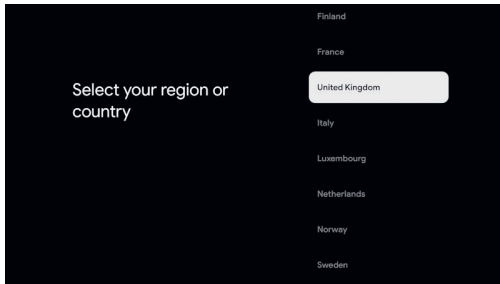 Select your region or
country
Finland
France
United Kingdom
Italy
Luxembourg
Netherlands
Norway
Sweden